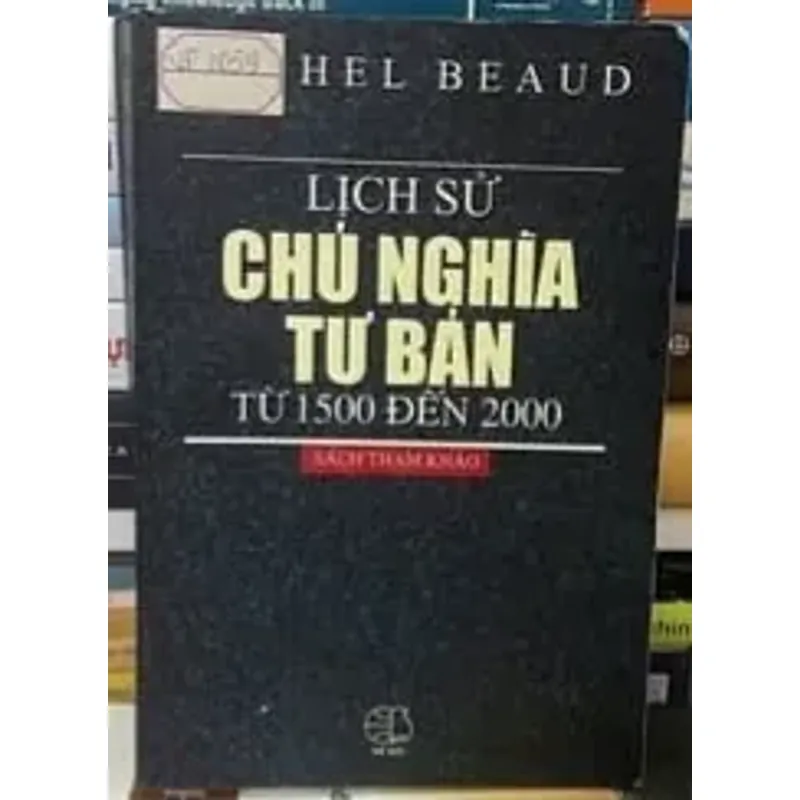 HEL BEAUD
LỊCH SỬ
CHỦ NGHĨA
TƯ BẢN
TỪ 1500 ĐẾN 2000
SÁCH THAM KHẢO